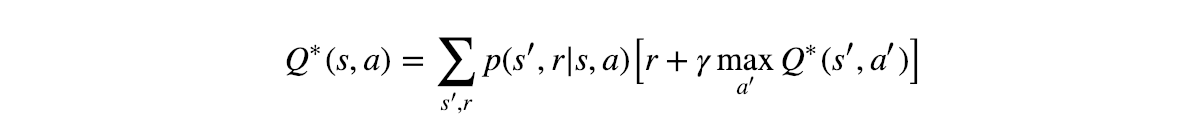 Q*(s, a) = ∑_{s′,r} p(s′, r|s, a)[r + γ max_{a′} Q*(s′, a′)]